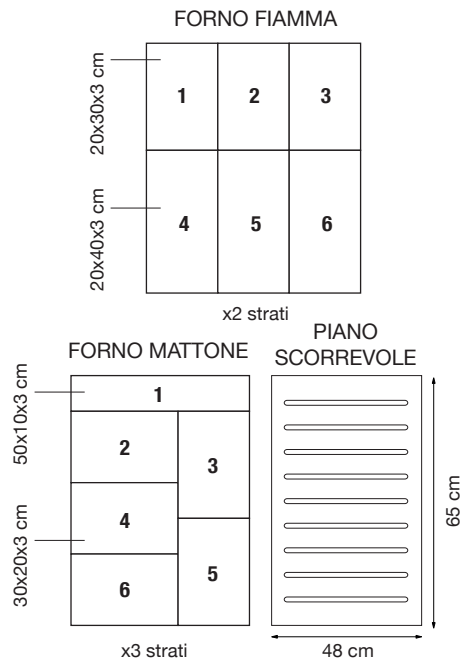 FORNO FIAMMA
20x30x3 cm
1
2
3
20x40x3 cm
4
5
6
x2 strati
FORNO MATTONE
50x10x3 cm
1
2
3
30x20x3 cm
4
5
6
x3 strati
PIANO
SCORREVOLE
65 cm
48 cm